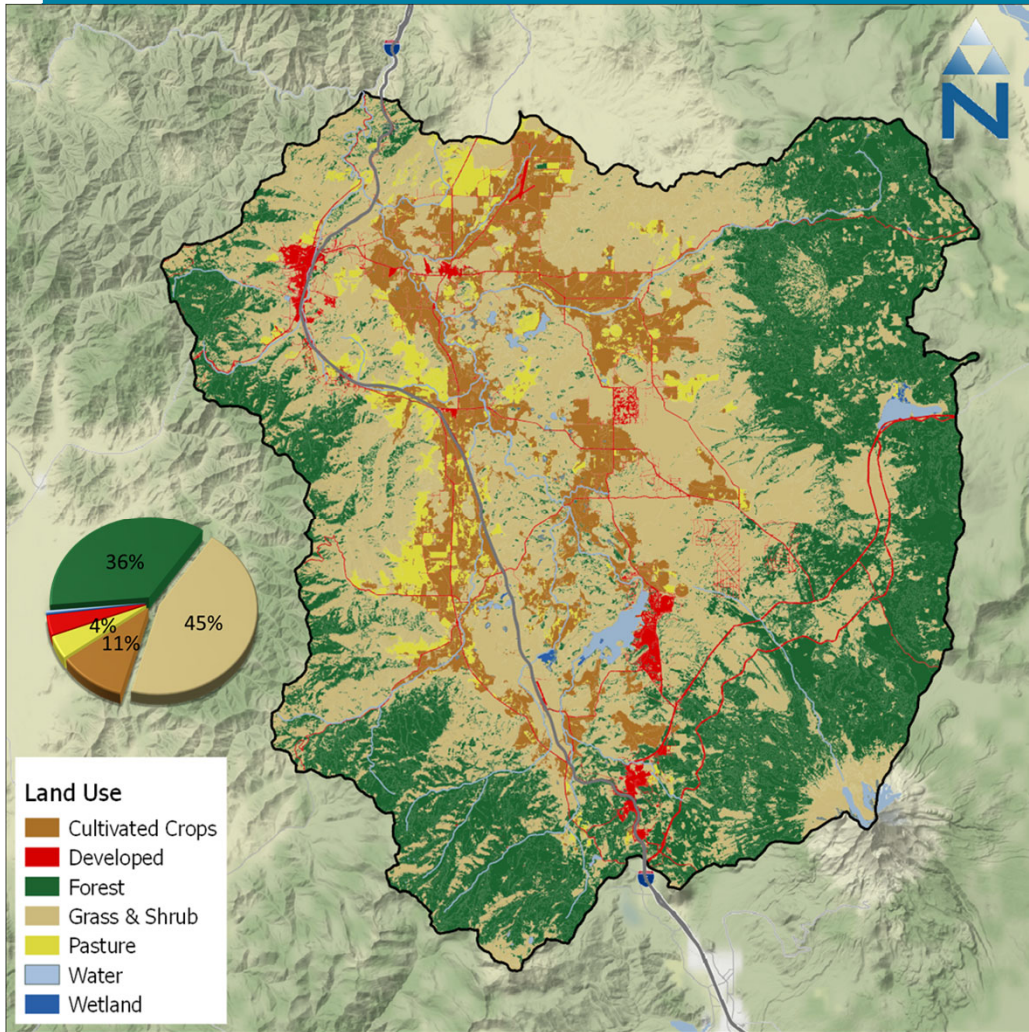 N
36%
45%
4%
11%
Land Use
Cultivated Crops
Developed
Forest
Grass & Shrub
Pasture
Water
Wetland